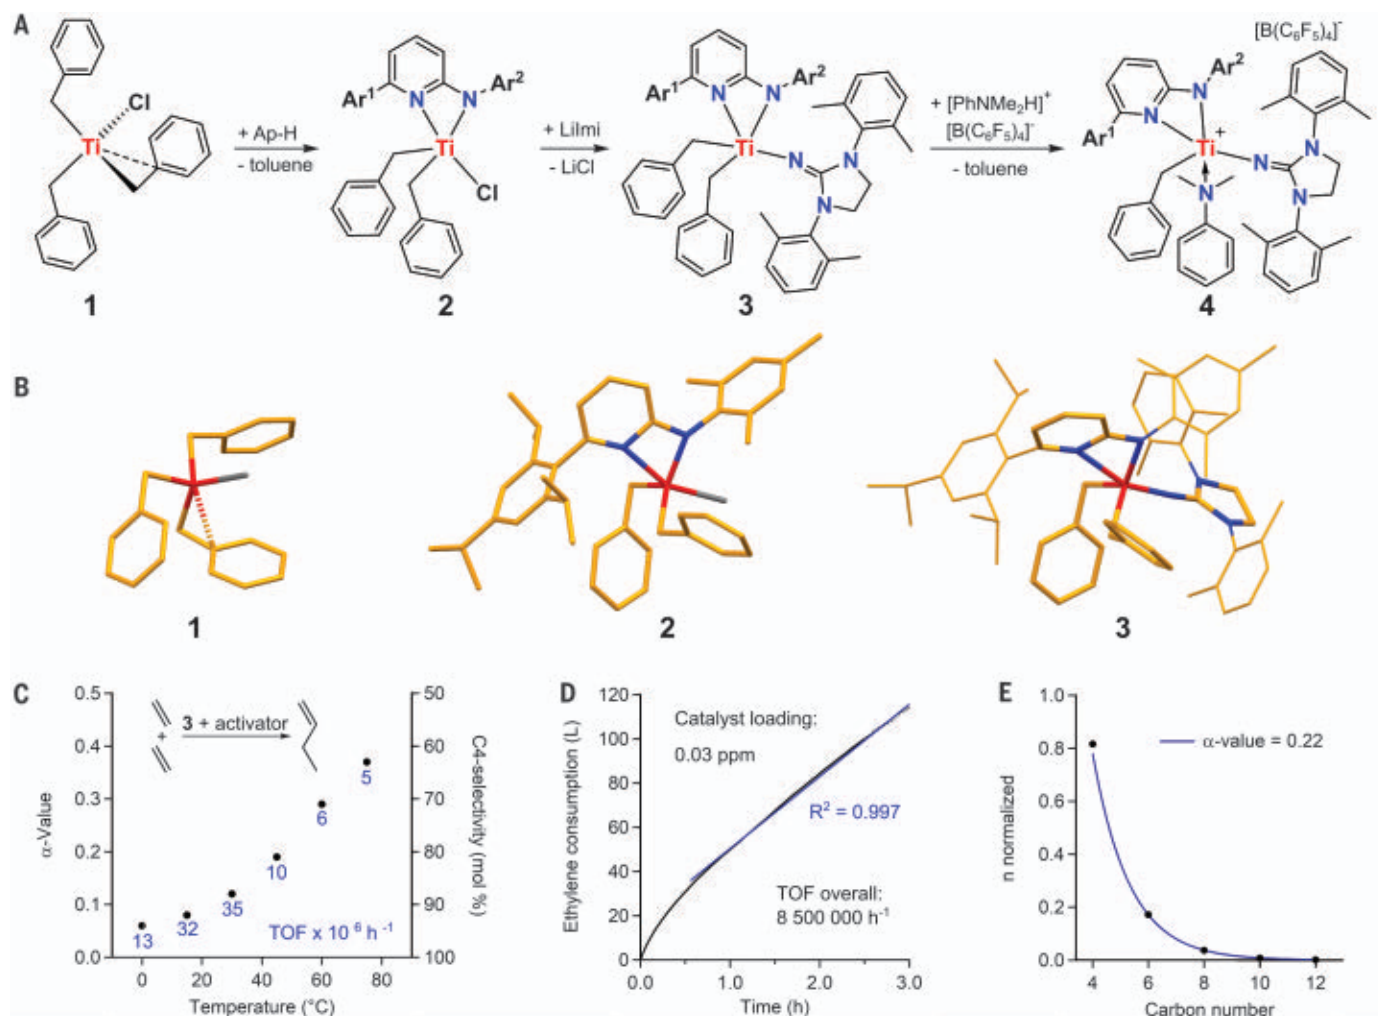 A
Cl
Ti
1
+ Ap-H
- toluene
Ar¹
N
N
Ar²
Ti
Cl
2
+ LiImi
- LiCl
Ar¹
N
N
Ar²
Ti
N
N
N
3
+ [PhNMe₂H]⁺
[B(C₆F₅)₄]⁻
- toluene
[B(C₆F₅)₄]⁻
N
N
Ar²
Ar¹
Ti
+
N
N
N
N
4
B
1
2
3
C
α-Value
0.5
0.4
0.3
0.2
0.1
0.0
+
3 + activator
13
32
35
10
6
5
TOF x 10⁶ h⁻¹
0
20
40
60
80
Temperature (°C)
50
60
70
80
90
100
C4-selectivity (mol %)
D
Ethylene consumption (L)
120
100
80
60
40
20
0
Catalyst loading:
0.03 ppm
R² = 0.997
TOF overall:
8 500 000 h⁻¹
0.0
1.0
2.0
3.0
Time (h)
E
n normalized
1.0
0.8
0.6
0.4
0.2
0.0
α-value = 0.22
4
6
8
10
12
Carbon number